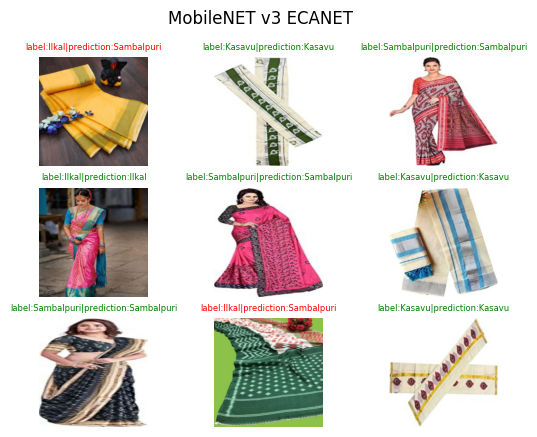 MobileNET v3 ECANET
label:Ilkal|prediction:Sambalpuri
label:Kasavu|prediction:Kasavu
label:Sambalpuri|prediction:Sambalpuri
label:Ilkal|prediction:Ilkal
label:Sambalpuri|prediction:Sambalpuri
label:Kasavu|prediction:Kasavu
label:Sambalpuri|prediction:Sambalpuri
label:Ilkal|prediction:Sambalpuri
label:Kasavu|prediction:Kasavu